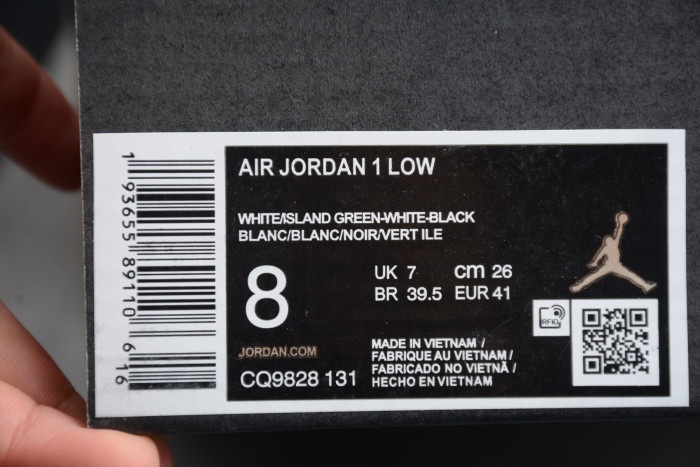 AIR JORDAN 1 LOW
WHITE/ISLAND GREEN-WHITE-BLACK
BLANC/BLANC/NOIR/VERT ILE
8
UK 7 cm 26
BR 39.5 EUR 41
RFID
JORDAN.COM
CQ9828 131
MADE IN VIETNAM /
FABRIQUE AU VIETNAM /
FABRICADO NO VIETNÃ /
HECHO EN VIETNAM
1 93655 89110 6 16